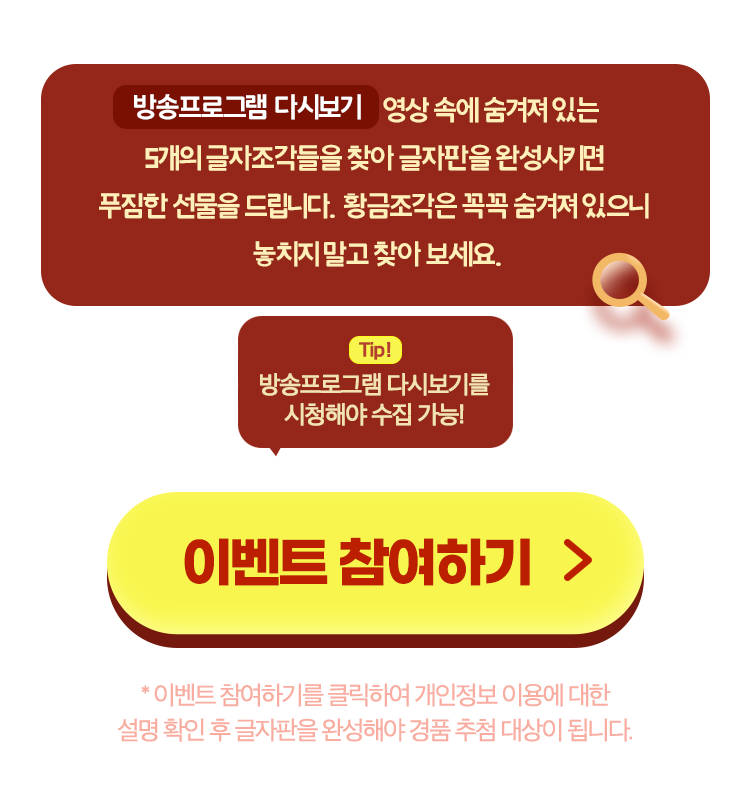 방송프로그램 다시보기 영상 속에 숨겨져 있는
5개의 글자조각들을 찾아 글자판을 완성시키면
푸짐한 선물을 드립니다. 황금조각은 꼭꼭 숨겨져 있으니
놓치지 말고 찾아 보세요.
Tip!
방송프로그램 다시보기를
시청해야 수집 가능!
이벤트 참여하기 >
* 이벤트 참여하기를 클릭하여 개인정보 이용에 대한
설명 확인 후 글자판을 완성해야 경품 추첨 대상이 됩니다.